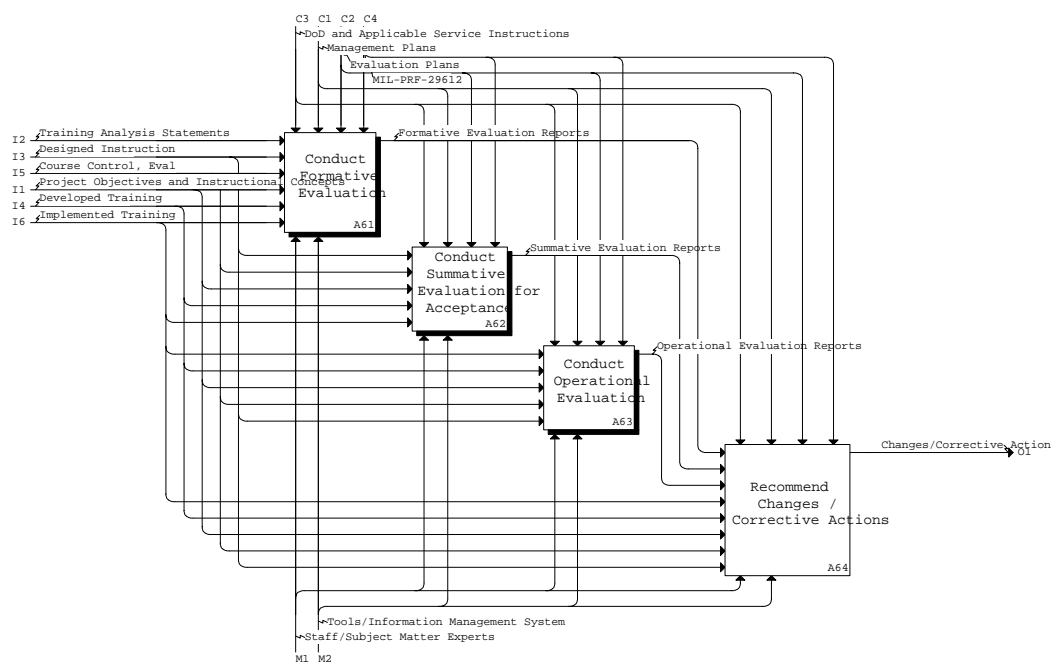 C3 C1 C2 C4
DoD and Applicable Service Instructions
Management Plans
Evaluation Plans
MIL-PRF-29612
I2 Training Analysis Statements
I3 Designed Instruction
I5 Course Control, Eval
I1 Project Objectives and Instructional Concepts
I4 Developed Training
I6 Implemented Training
Conduct
Formative
Evaluation
A61
Formative Evaluation Reports
Conduct
Summative
Evaluation for
Acceptance
A62
Summative Evaluation Reports
Conduct
Operational
Evaluation
A63
Operational Evaluation Reports
Recommend
Changes /
Corrective Actions
A64
Changes/Corrective Action
O1
Tools/Information Management System
Staff/Subject Matter Experts
M1 M2